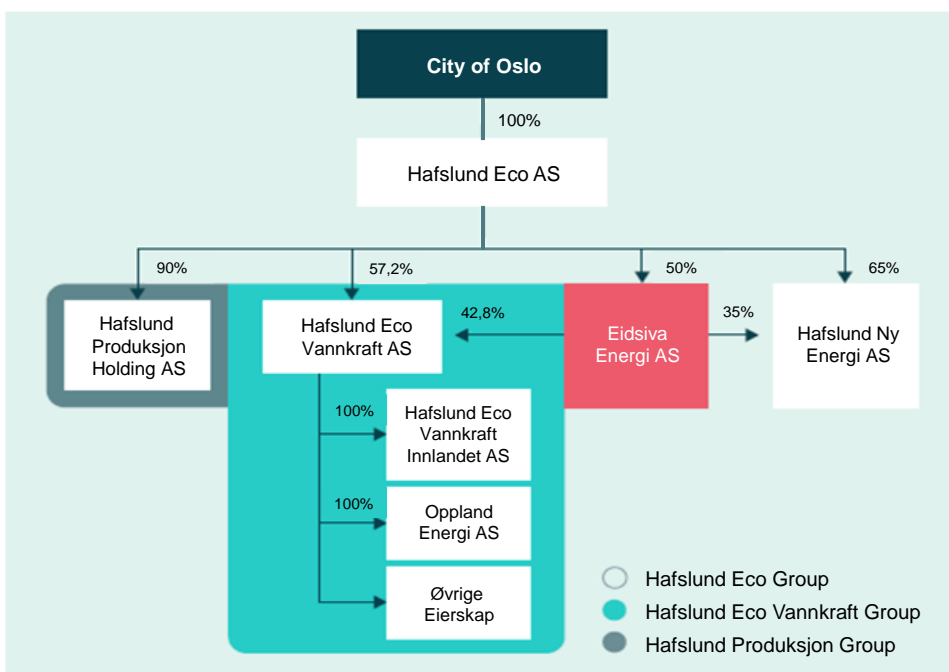 City of Oslo
100%
Hafslund Eco AS
90%
57,2%
50%
65%
Hafslund
Produksjon
Holding AS
Hafslund Eco
Vannkraft AS
42,8%
Eidsiva
Energi AS
35%
Hafslund Ny
Energi AS
100%
Hafslund Eco
Vannkraft
Innlandet AS
100%
Oppland
Energi AS
Øvrige
Eierskap
Hafslund Eco Group
Hafslund Eco Vannkraft Group
Hafslund Produksjon Group